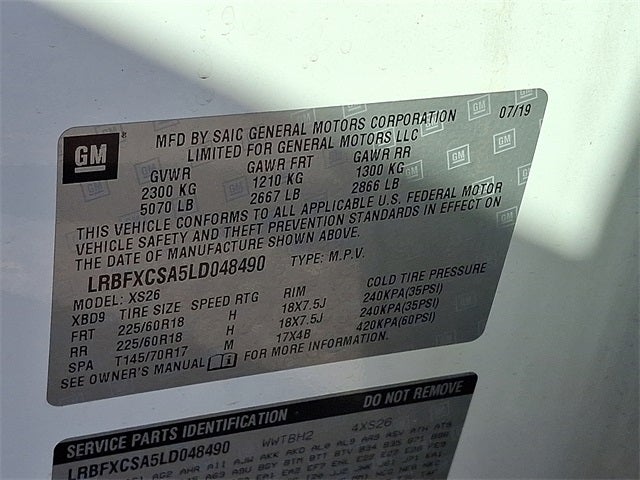 GM
07/19
MFD BY SAIC GENERAL MOTORS CORPORATION
LIMITED FOR GENERAL MOTORS LLC
GVWR GAWR FRT GAWR RR
2300 KG 1210 KG 1300 KG
5070 LB 2667 LB 2866 LB
THIS VEHICLE CONFORMS TO ALL APPLICABLE U.S. FEDERAL MOTOR
VEHICLE SAFETY AND THEFT PREVENTION STANDARDS IN EFFECT ON
THE DATE OF MANUFACTURE SHOWN ABOVE.
LRBFXCSA5LD048490 TYPE: M.P.V.
MODEL: XS26
XBD9 TIRE SIZE SPEED RTG RIM COLD TIRE PRESSURE
FRT 225/60R18 H 18X7.5J 240KPA(35PSI)
RR 225/60R18 H 18X7.5J 240KPA(35PSI)
SPA T145/70R17 M 17X4B 420KPA(60PSI)
SEE OWNER'S MANUAL FOR MORE INFORMATION.
SERVICE PARTS IDENTIFICATION DO NOT REMOVE
LRBFXCSA5LD048490 WWTBH2 4XS26